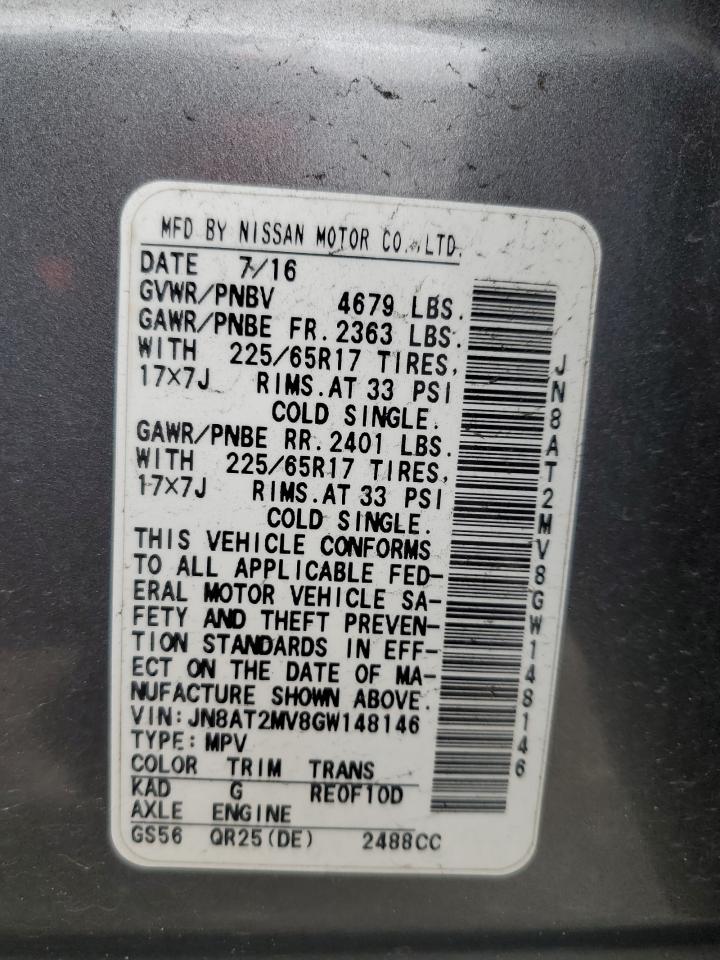 MFD BY NISSAN MOTOR CO.,LTD.
DATE 7/16
GVWR/PNBV 4679 LBS.
GAWR/PNBE FR. 2363 LBS.
WITH 225/65R17 TIRES,
17X7J RIMS.AT 33 PSI
COLD SINGLE.
GAWR/PNBE RR. 2401 LBS.
WITH 225/65R17 TIRES,
17X7J RIMS.AT 33 PSI
COLD SINGLE.
THIS VEHICLE CONFORMS
TO ALL APPLICABLE FED-
ERAL MOTOR VEHICLE SA-
FETY AND THEFT PREVEN-
TION STANDARDS IN EFF-
ECT ON THE DATE OF MA-
NUFACTURE SHOWN ABOVE.
VIN: JN8AT2MV8GW148146
TYPE: MPV
COLOR TRIM TRANS
KAD G RE0F10D
AXLE ENGINE
GS56 QR25(DE) 2488CC
JN8AT2MV8GW148146